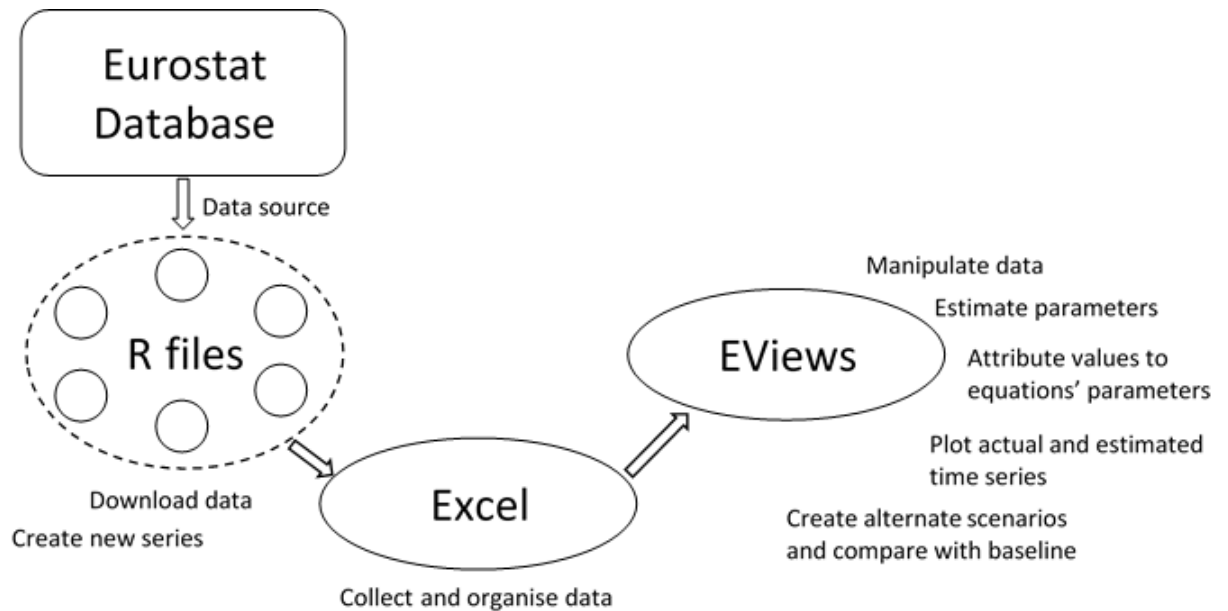 Eurostat
Database
Data source
R files
Download data
Create new series
Excel
Collect and organise data
EViews
Manipulate data
Estimate parameters
Attribute values to
equations’ parameters
Plot actual and estimated
time series
Create alternate scenarios
and compare with baseline